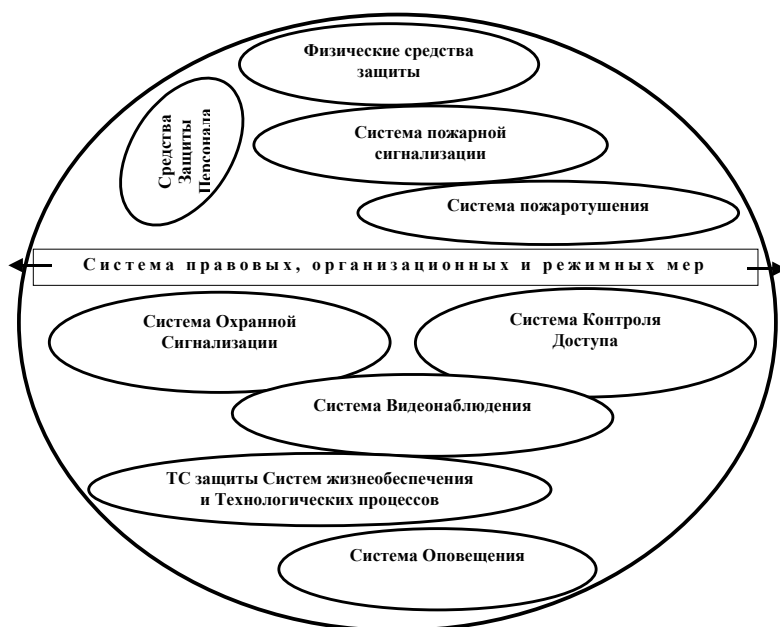 Физические средства
защиты
Средства
Защиты
Персонала
Система пожарной
сигнализации
Система пожаротушения
Система правовых, организационных и режимных мер
Система Охранной
Сигнализации
Система Контроля
Доступа
Система Видеонаблюдения
ТС защиты Систем жизнеобеспечения
и Технологических процессов
Система Оповещения